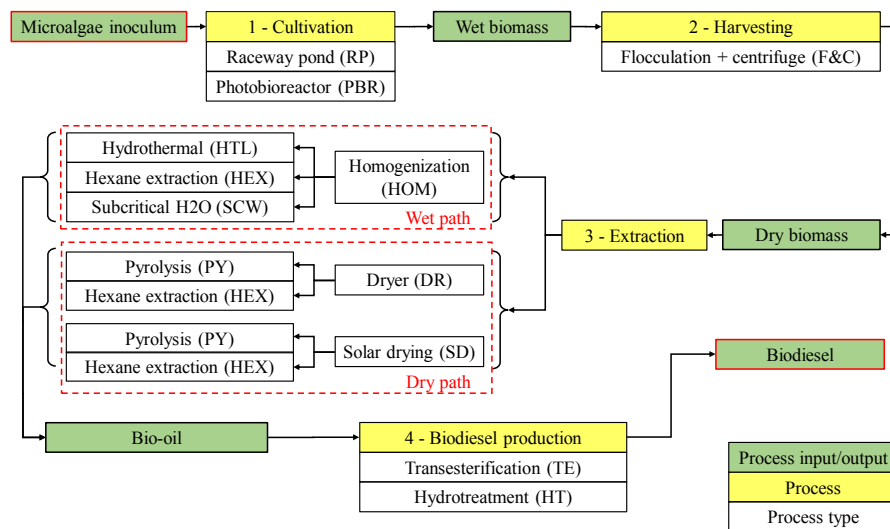 Microalgae inoculum
1 - Cultivation
Raceway pond (RP)
Photobioreactor (PBR)
Wet biomass
2 - Harvesting
Flocculation + centrifuge (F&C)
Hydrothermal (HTL)
Hexane extraction (HEX)
Subcritical H2O (SCW)
Homogenization
(HOM)
Wet path
3 - Extraction
Dry biomass
Pyrolysis (PY)
Hexane extraction (HEX)
Dryer (DR)
Pyrolysis (PY)
Hexane extraction (HEX)
Solar drying (SD)
Dry path
Biodiesel
Bio-oil
4 - Biodiesel production
Transesterification (TE)
Hydrotreatment (HT)
Process input/output
Process
Process type